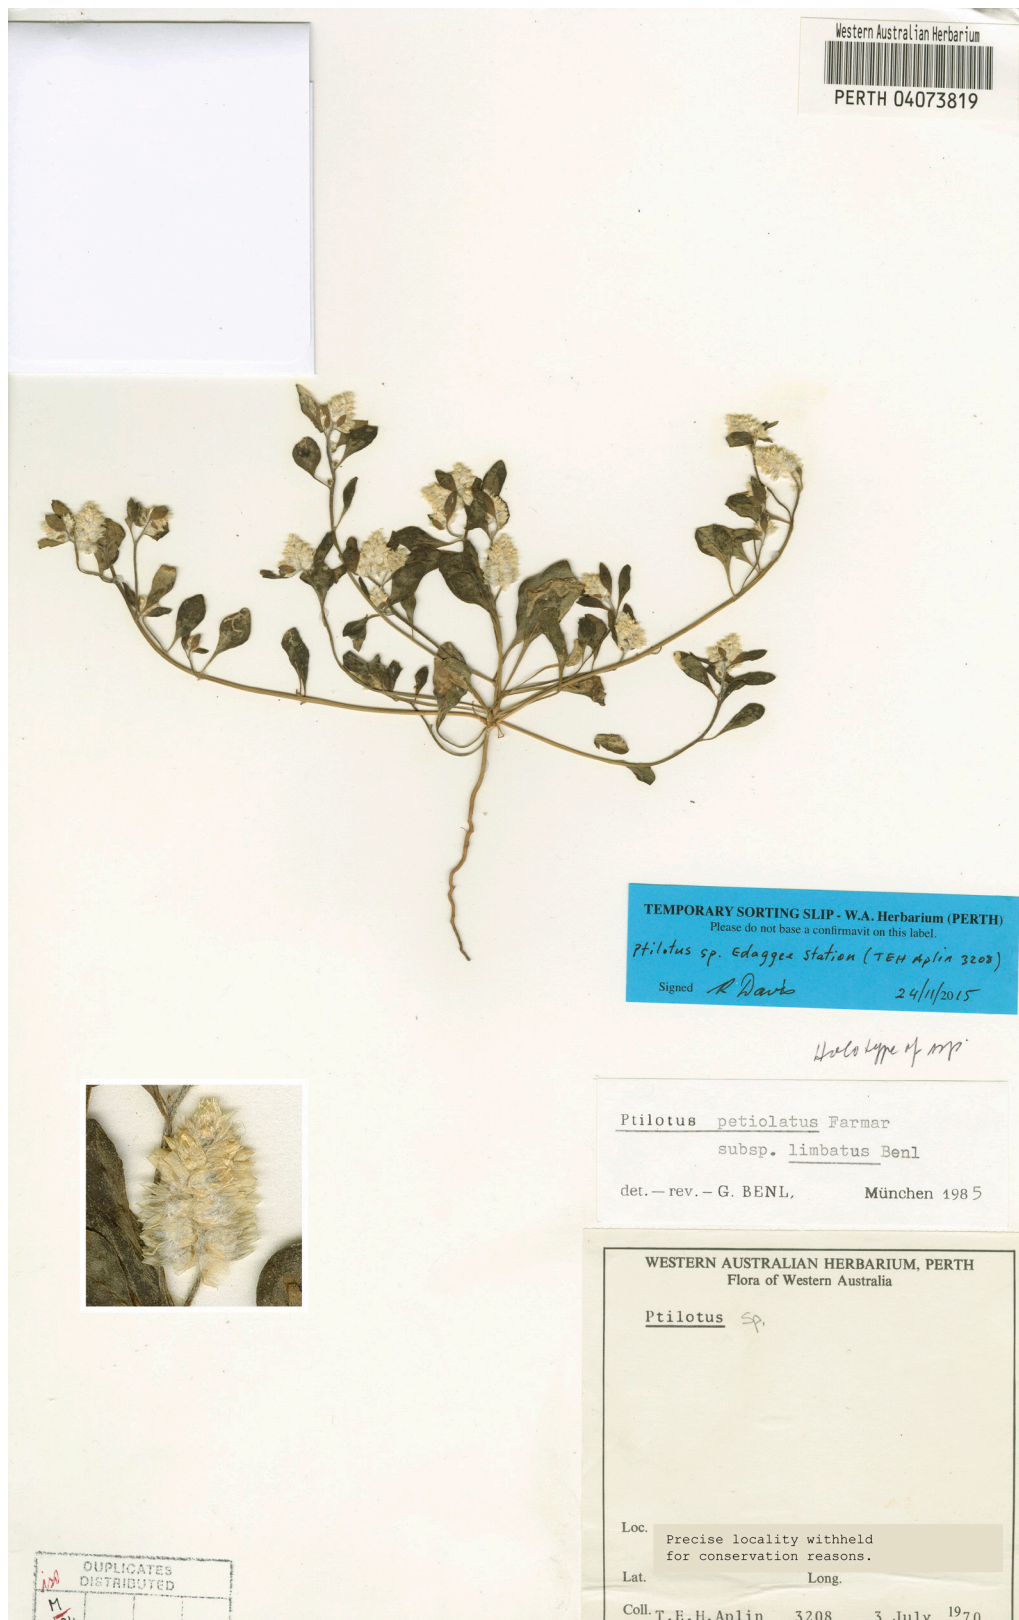 Western Australian Herbarium
PERTH 04073819
TEMPORARY SORTING SLIP - W.A. Herbarium (PERTH)
Please do not base a confirmavit on this label.
Ptilotus sp. Edaggee Station (TEH Aplin 3208)
Signed R Davis 24/11/2015
Holotype of ssp.
Ptilotus petiolatus Farmar
subsp. limbatus Benl
det. — rev. – G. BENL, München 1985
WESTERN AUSTRALIAN HERBARIUM, PERTH
Flora of Western Australia
Ptilotus sp.
Loc. Precise locality withheld
for conservation reasons.
Lat. Long.
Coll. T.E.H.Aplin 3208 3 July 1970
DUPLICATES
DISTRIBUTED
iso
M